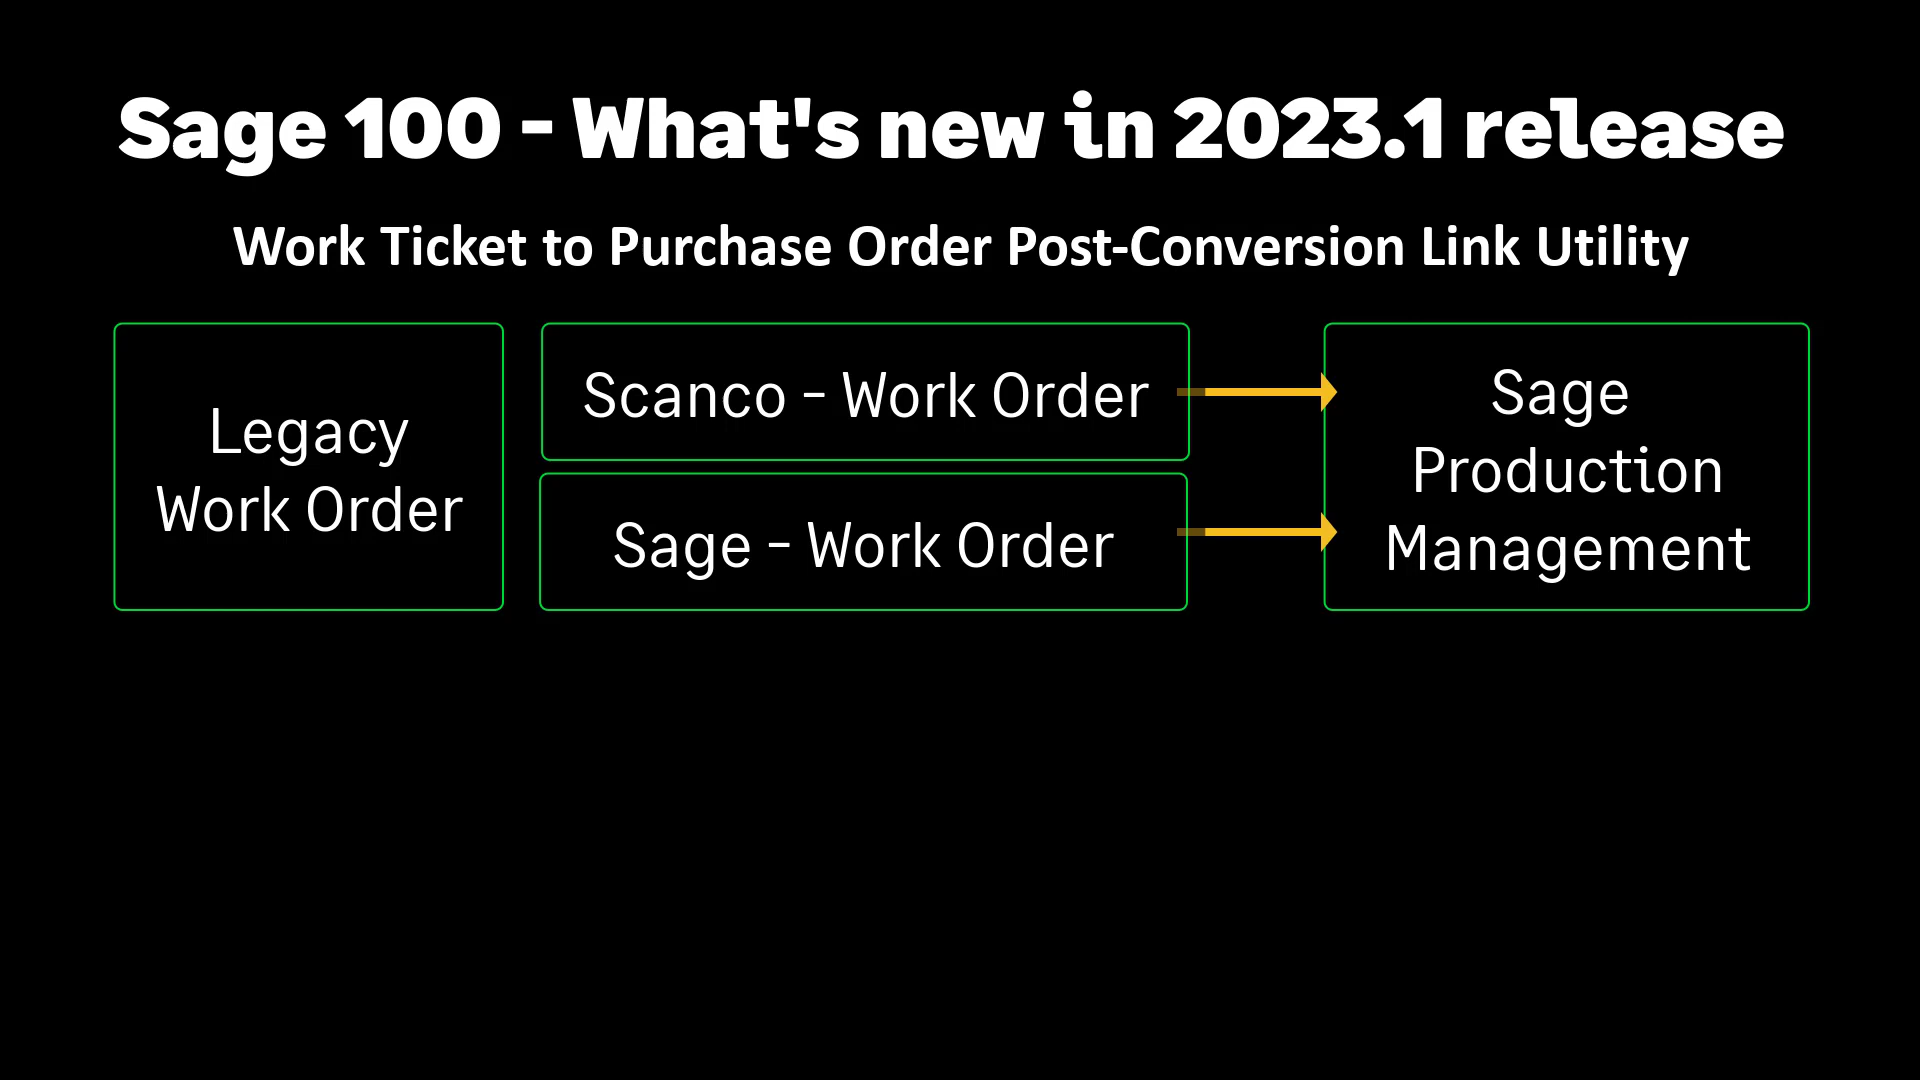 Sage 100 - What's new in 2023.1 release
Work Ticket to Purchase Order Post-Conversion Link Utility
Legacy
Work Order
Scanco - Work Order
Sage - Work Order
Sage
Production
Management